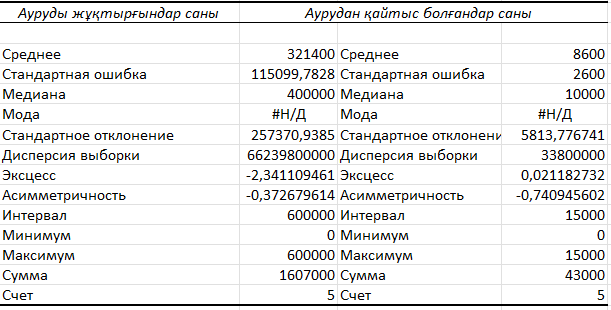 Ауруды жұқтырғындар саны Аурудан қайтыс болғандар саны
Среднее 321400 Среднее 8600
Стандартная ошибка 115099,7828 Стандартная ошибка 2600
Медиана 400000 Медиана 10000
Мода #Н/Д Мода #Н/Д
Стандартное отклонение 257370,9385 Стандартное отклонени 5813,776741
Дисперсия выборки 66239800000 Дисперсия выборки 33800000
Эксцесс -2,341109461 Эксцесс 0,021182732
Асимметричность -0,372679614 Асимметричность -0,740945602
Интервал 600000 Интервал 15000
Минимум 0 Минимум 0
Максимум 600000 Максимум 15000
Сумма 1607000 Сумма 43000
Счет 5 Счет 5